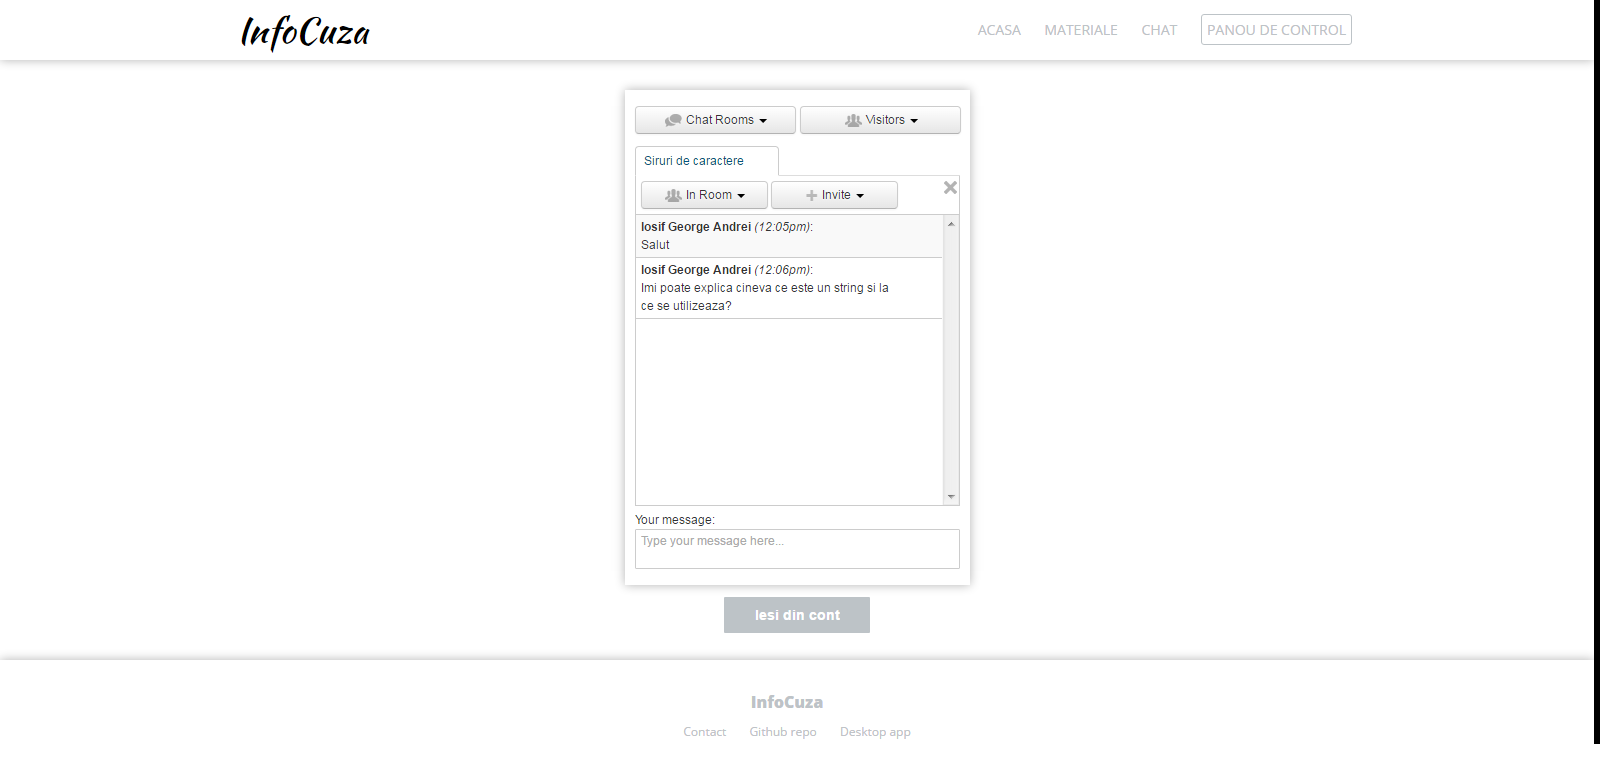 InfoCuza
ACASA MATERIALE CHAT PANOU DE CONTROL
Chat Rooms Visitors
Siruri de caractere
In Room Invite
Iosif George Andrei (12:05pm):
Salut
Iosif George Andrei (12:06pm):
Imi poate explica cineva ce este un string si la
ce se utilizeaza?
Your message:
Type your message here...
Iesi din cont
InfoCuza
Contact Github repo Desktop app